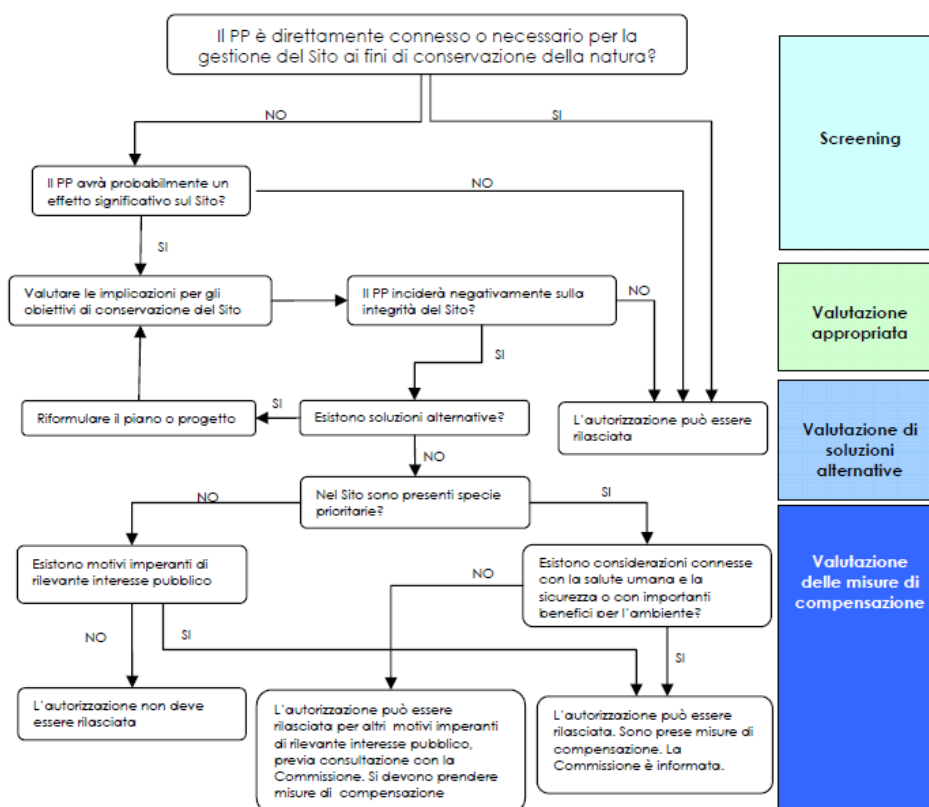 Il PP è direttamente connesso o necessario per la
gestione del Sito ai fini di conservazione della natura?
NO
SI
Screening
Il PP avrà probabilmente un
effetto significativo sul Sito?
NO
SI
Valutare le implicazioni per gli
obiettivi di conservazione del Sito
Il PP inciderà negativamente sulla
integrità del Sito?
NO
Valutazione
appropriata
SI
Riformulare il piano o progetto
SI
Esistono soluzioni alternative?
L'autorizzazione può essere
rilasciata
Valutazione di
soluzioni
alternative
NO
Nel Sito sono presenti specie
prioritarie?
NO
SI
Esistono motivi imperanti di
rilevante interesse pubblico
NO
Esistono considerazioni connesse
con la salute umana e la
sicurezza o con importanti
benefici per l'ambiente?
Valutazione
delle misure di
compensazione
NO
SI
SI
L'autorizzazione non deve
essere rilasciata
L'autorizzazione può essere
rilasciata per altri motivi imperanti
di rilevante interesse pubblico,
previa consultazione con la
Commissione. Si devono prendere
misure di compensazione
L'autorizzazione può essere
rilasciata. Sono prese misure di
compensazione. La
Commissione è informata.